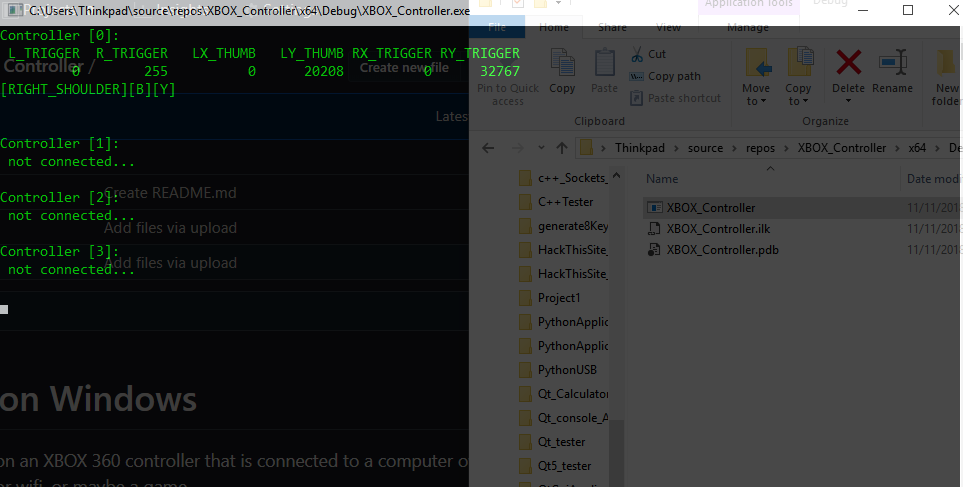 C:\Users\Thinkpad\source\repos\XBOX_Controller\x64\Debug\XBOX_Controller.exe
Controller [0]:
L_TRIGGER R_TRIGGER LX_THUMB LY_THUMB RX_TRIGGER RY_TRIGGER
0 255 0 20208 0 32767
[RIGHT_SHOULDER][B][Y]
Controller [1]:
not connected...
Controller [2]:
not connected...
Controller [3]:
not connected...
Controller /
Create new file
Lates
Create README.md
Add files via upload
Add files via upload
on Windows
on an XBOX 360 controller that is connected to a computer o
r wifi, or maybe a game
Application Tools
Debug
File Home Share View Manage
Pin to Quick access
Copy
Paste
Cut
Copy path
Paste shortcut
Move to
Copy to
Delete
Rename
New folder
Clipboard
Organize
Thinkpad > source > repos > XBOX_Controller > x64 > De
c++_Sockets_
C++Tester
generate8Key
HackThisSite_
HackThisSite_
Project1
PythonApplic
PythonApplic
PythonUSB
Qt_Calculator
Qt_console_A
Qt_tester
Qt5_tester
Name Date modi
XBOX_Controller 11/11/2018
XBOX_Controller.ilk 11/11/2018
XBOX_Controller.pdb 11/11/2018